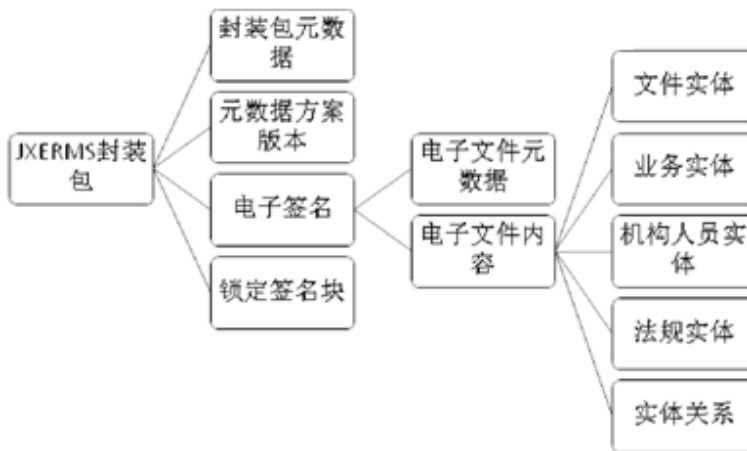 封装包元数
据
元数据方案
版本
JXERMS封装
包
电子签名
锁定签名块
电子文件元
数据
电子文件内
容
文件实体
业务实体
机构人员实
体
法规实体
实体关系